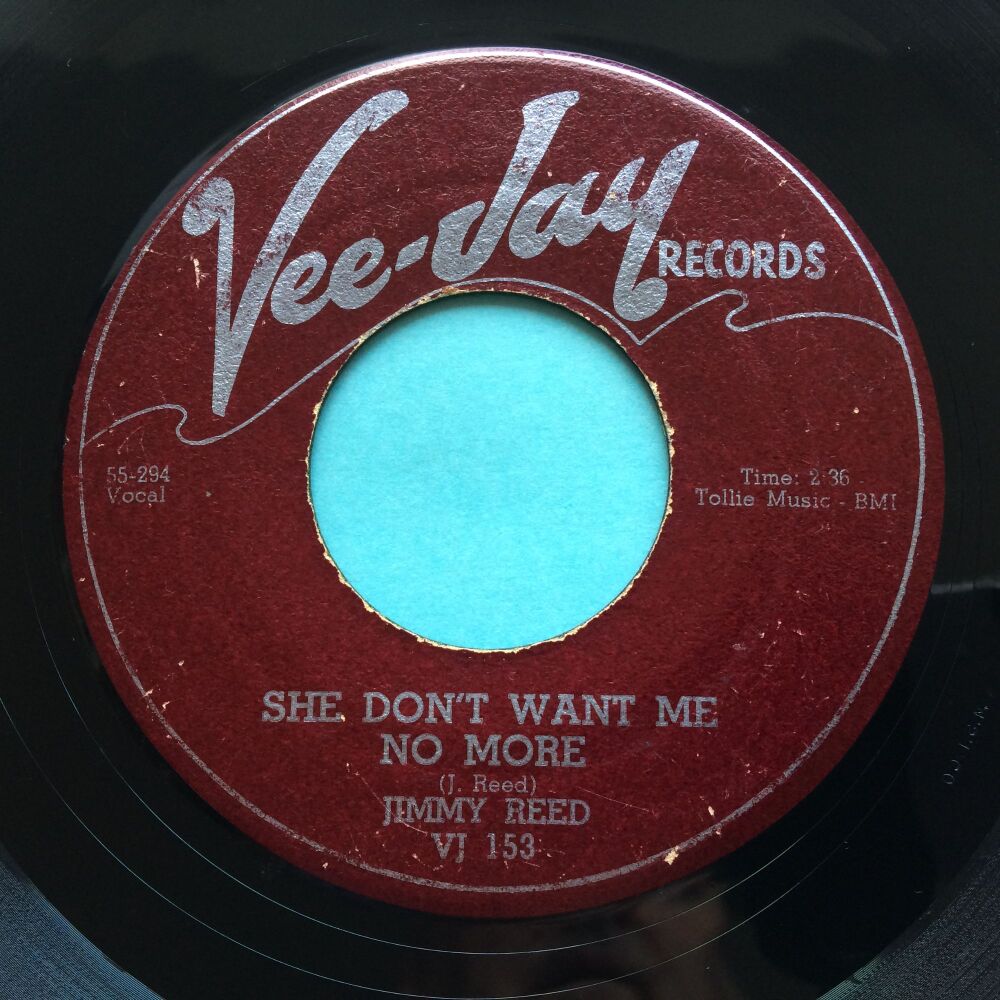 Vee-Jay
RECORDS
55-294
Vocal
Time: 2:36
Tollie Music - BMI
SHE DON'T WANT ME
NO MORE
(J. Reed)
JIMMY REED
VJ 153